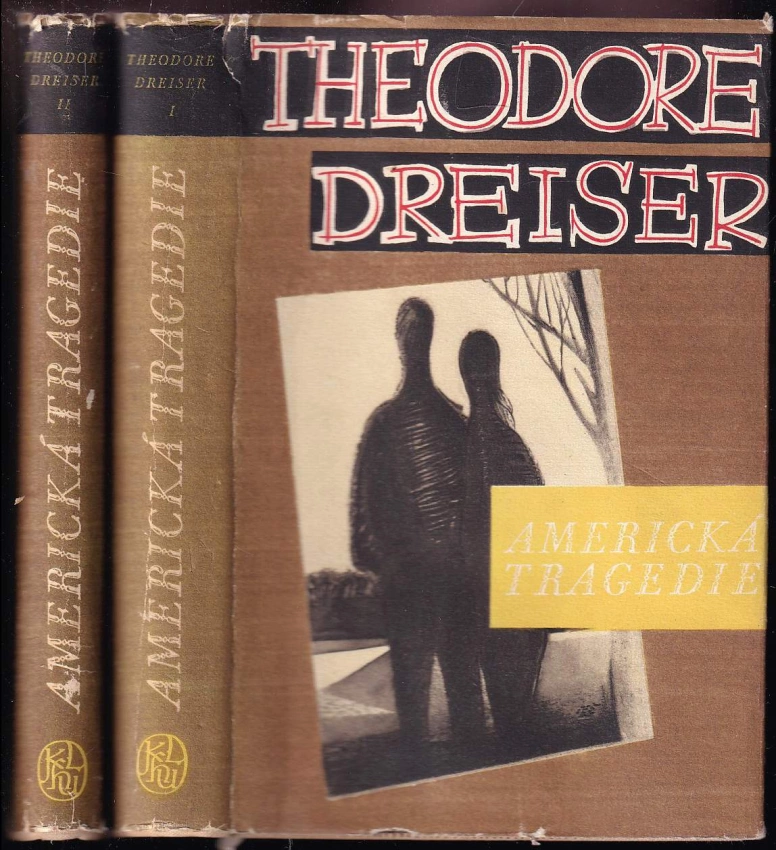 THEODORE
DREISER
II
AMERICKÁ TRAGEDIE
THEODORE
DREISER
I
AMERICKÁ TRAGEDIE
THEODORE
DREISER
AMERICKÁ
TRAGEDIE